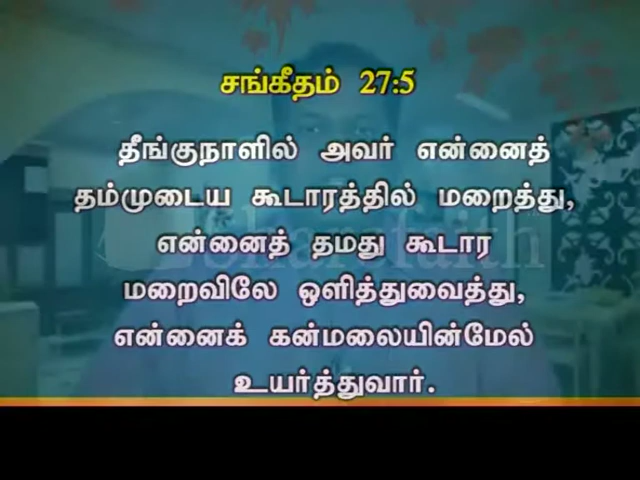 சங்கீதம் 27:5
தீங்குநாளில் அவர் என்னைத்
தம்முடைய கூடாரத்தில் மறைத்து,
என்னைத் தமது கூடார
மறைவிலே ஒளித்துவைத்து,
என்னைக் கன்மலையின்மேல்
உயர்த்துவார்.